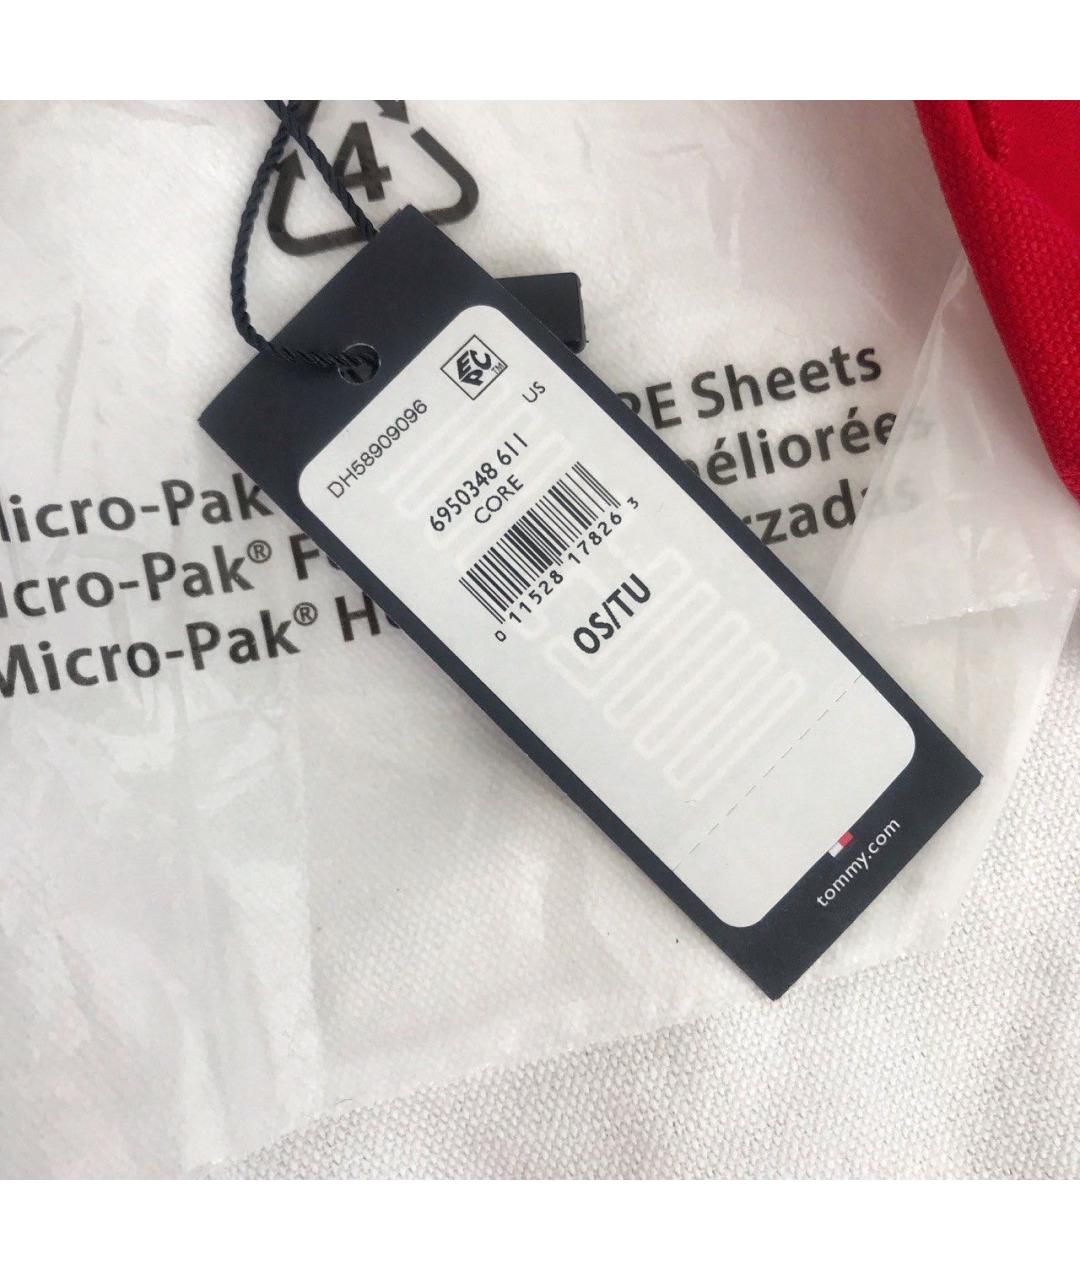 4
EPC™
US
DH58909096
6950348 611
CORE
0 11528 17826 3
OS/TU
tommy.com
PE Sheets
Micro-Pak
Micro-Pak®
Micro-Pak®